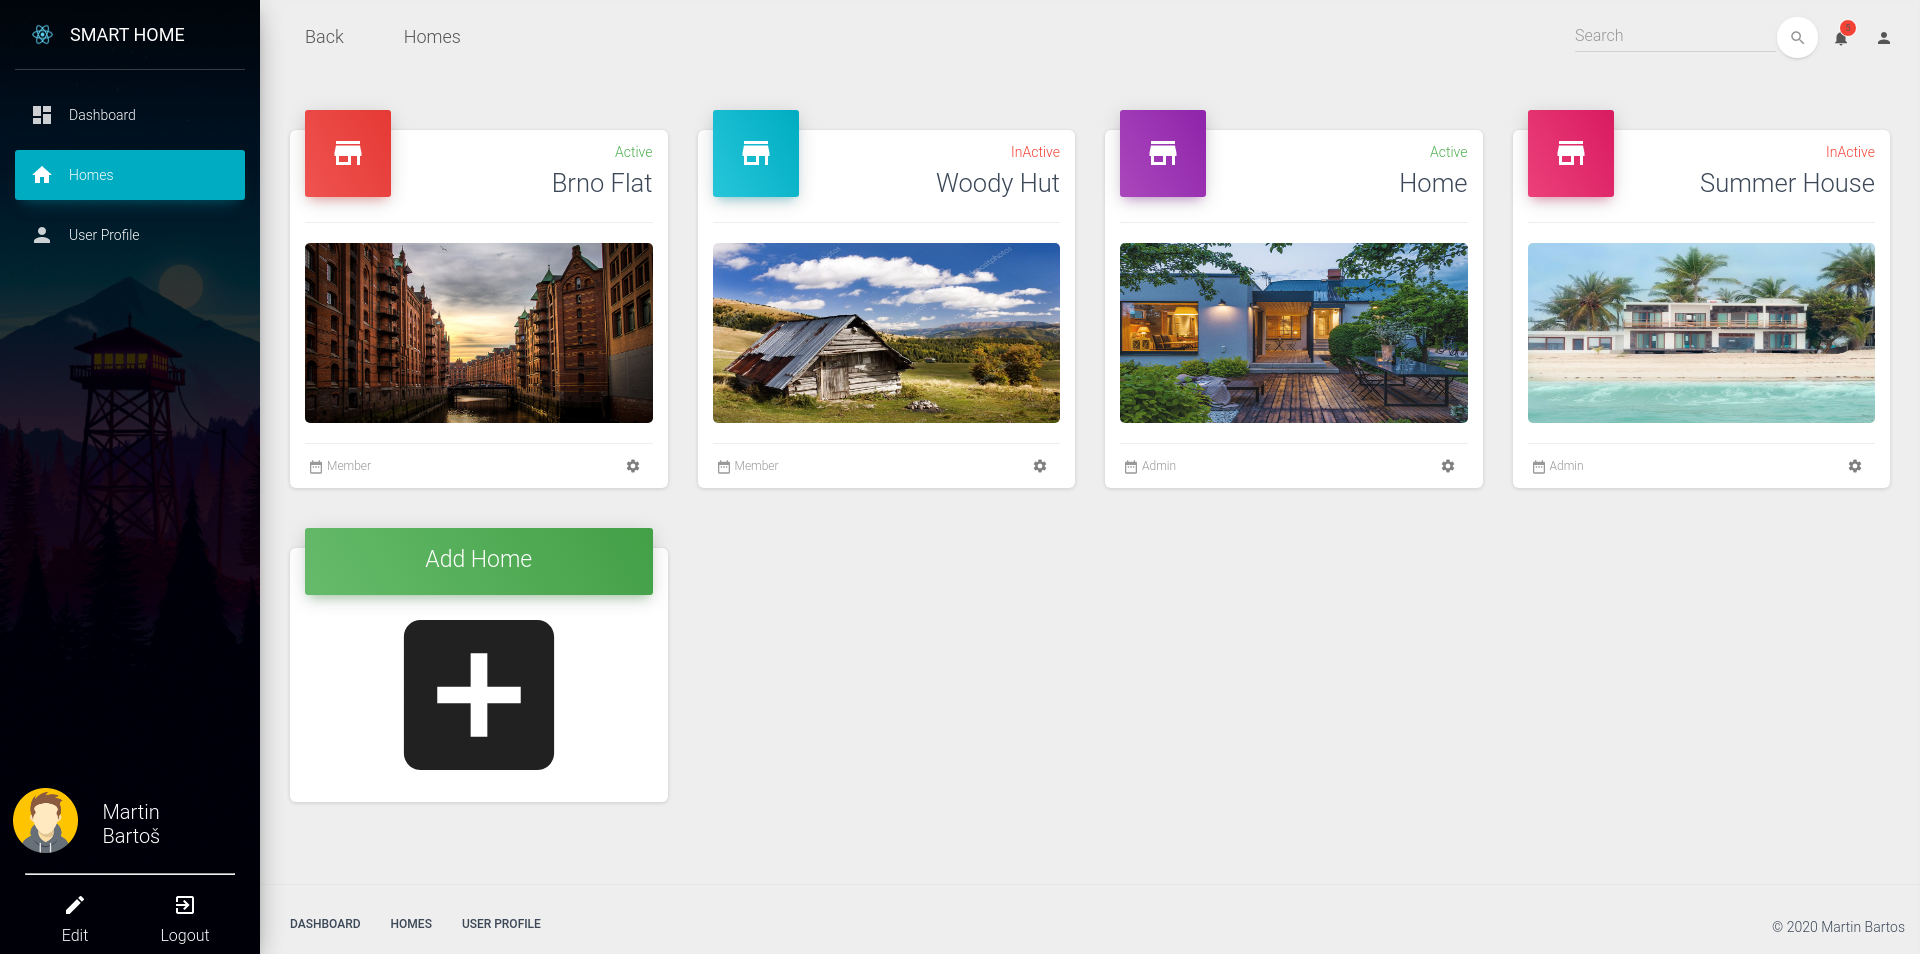 SMART HOME
Dashboard
Homes
User Profile
Martin
Bartoš
Edit
Logout
Back
Homes
Search
Active
Brno Flat
Member
InActive
Woody Hut
Member
Active
Home
Admin
InActive
Summer House
Admin
Add Home
DASHBOARD
HOMES
USER PROFILE
© 2020 Martin Bartos